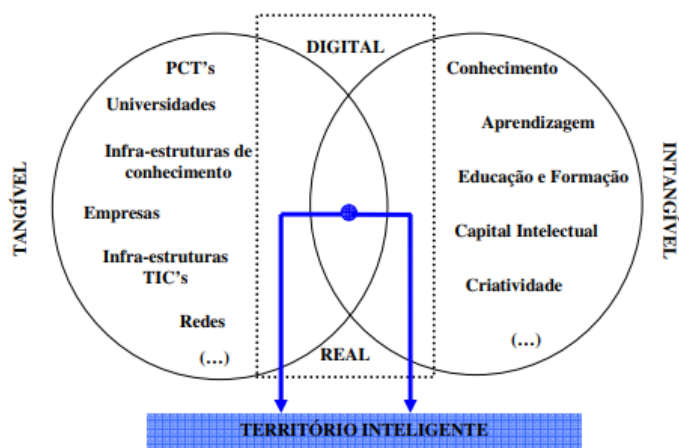 DIGITAL
TANGÍVEL
PCT's
Universidades
Infra-estruturas de
conhecimento
Empresas
Infra-estruturas
TIC's
Redes
(...)
Conhecimento
Aprendizagem
Educação e Formação
Capital Intelectual
Criatividade
(...)
INTANGÍVEL
REAL
TERRITÓRIO INTELIGENTE